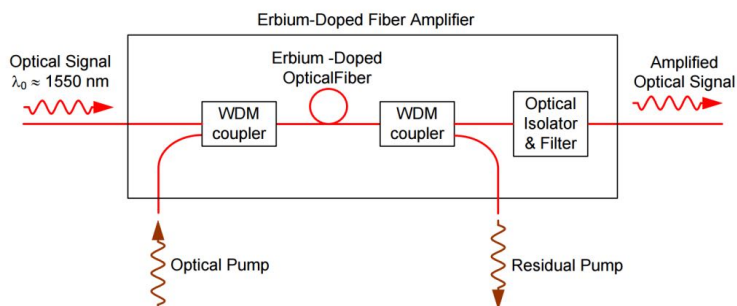 Erbium-Doped Fiber Amplifier
Optical Signal
λ₀ ≈ 1550 nm
Erbium -Doped
OpticalFiber
Amplified
Optical Signal
WDM
coupler
WDM
coupler
Optical
Isolator
& Filter
Optical Pump
Residual Pump